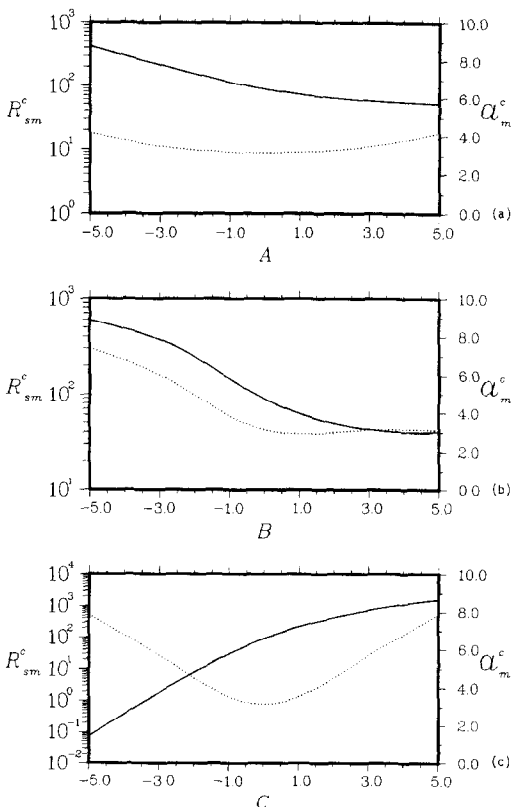 10³ 10.0
8.0
10² 6.0
R^c_sm a^c_m
10¹ 4.0
2.0
10⁰ 0.0 (a)
-5.0 -3.0 -1.0 1.0 3.0 5.0
A
10³ 10.0
8.0
R^c_sm 10² 6.0 a^c_m
4.0
2.0
10¹ 0.0 (b)
-5.0 -3.0 -1.0 1.0 3.0 5.0
B
10⁴ 10.0
10³ 8.0
10² 6.0
R^c_sm 10¹ a^c_m
10⁰ 4.0
10⁻¹ 2.0
10⁻² 0.0 (c)
-5.0 -3.0 -1.0 1.0 3.0 5.0
C